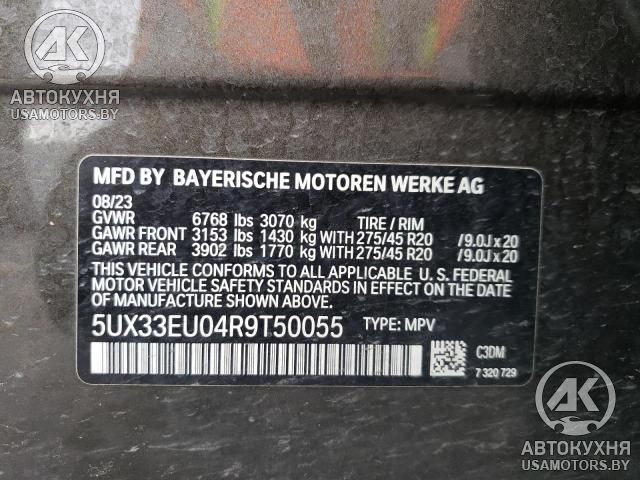 AK
АВТОКУХНЯ
USAMOTORS.BY
MFD BY BAYERISCHE MOTOREN WERKE AG
08/23
GVWR 6768 lbs 3070 kg TIRE / RIM
GAWR FRONT 3153 lbs 1430 kg WITH 275/45 R20 /9.0J x 20
GAWR REAR 3902 lbs 1770 kg WITH 275/45 R20 /9.0J x 20
THIS VEHICLE CONFORMS TO ALL APPLICABLE U. S. FEDERAL
MOTOR VEHICLE SAFETY STANDARDS IN EFFECT ON THE
DATE OF MANUFACTURE SHOWN ABOVE.
5UX33EU04R9T50055 TYPE: MPV
C3DM
7 320 729
AK
АВТОКУХНЯ
USAMOTORS.BY